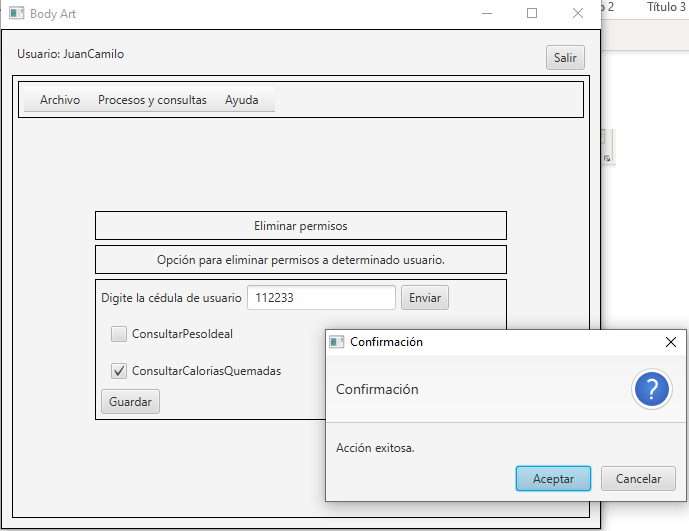 Body Art
o 2 Título 3
Usuario: JuanCamilo
Salir
Archivo Procesos y consultas Ayuda
Eliminar permisos
Opción para eliminar permisos a determinado usuario.
Digite la cédula de usuario 112233 Enviar
ConsultarPesoIdeal
ConsultarCaloriasQuemadas
Guardar
Confirmación
Confirmación
?
Acción exitosa.
Aceptar Cancelar